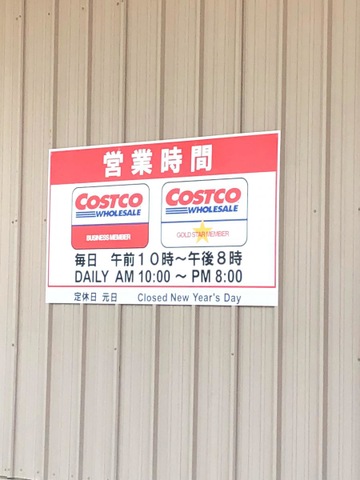 営業時間
COSTCO WHOLESALE BUSINESS MEMBER
COSTCO WHOLESALE GOLD STAR MEMBER
毎日 午前10時~午後8時
DAILY AM 10:00 ~ PM 8:00
定休日 元日 Closed New Year's Day